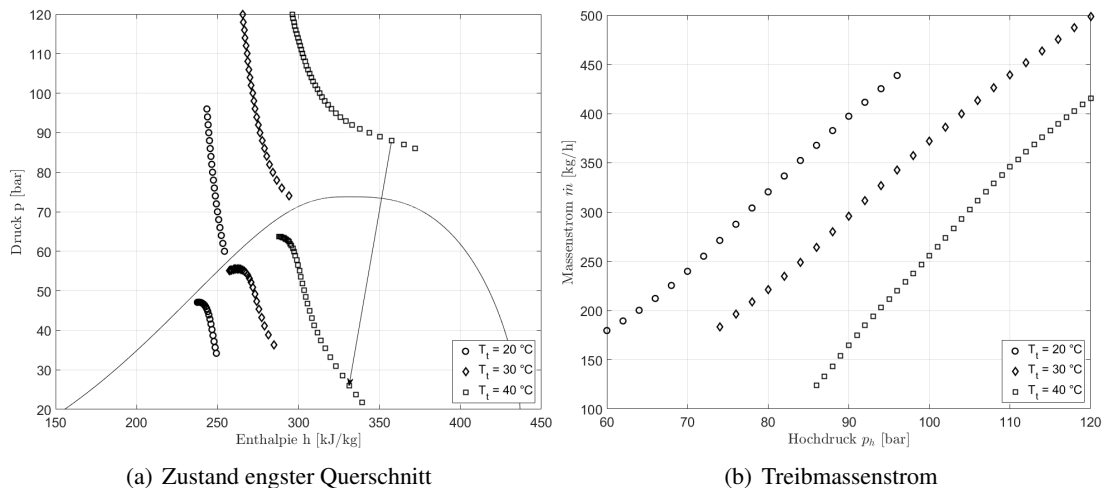 120
110
100
90
80
70
60
50
40
30
20
Druck p [bar]
150 200 250 300 350 400 450
Enthalpie h [kJ/kg]
T_t = 20 °C
T_t = 30 °C
T_t = 40 °C
(a) Zustand engster Querschnitt
500
450
400
350
300
250
200
150
100
Massenstrom ṁ [kg/h]
60 70 80 90 100 110 120
Hochdruck p_h [bar]
T_t = 20 °C
T_t = 30 °C
T_t = 40 °C
(b) Treibmassenstrom